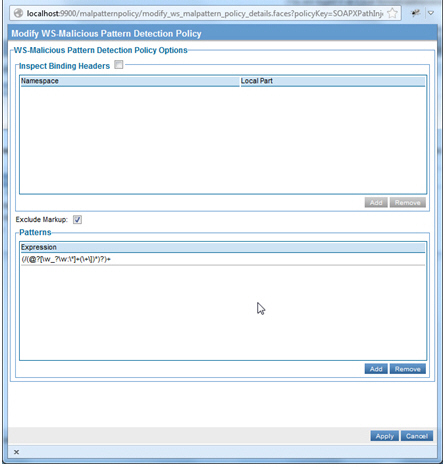 localhost:9900/malpatternpolicy/modify_ws_malpattern_policy_details.faces?policyKey=SOAPXPathInj
Modify WS-Malicious Pattern Detection Policy
WS-Malicious Pattern Detection Policy Options
Inspect Binding Headers
Namespace Local Part
Add Remove
Exclude Markup:
Patterns
Expression
(/(@?[\w_?\w:\*]+(\[+\])*)?)+
Add Remove
Apply Cancel